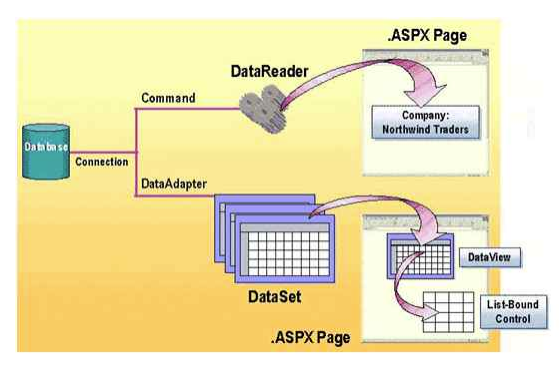 .ASPX Page
DataReader
Command
Company:
Northwind Traders
Database
Connection
DataAdapter
DataView
DataSet
List-Bound
Control
.ASPX Page